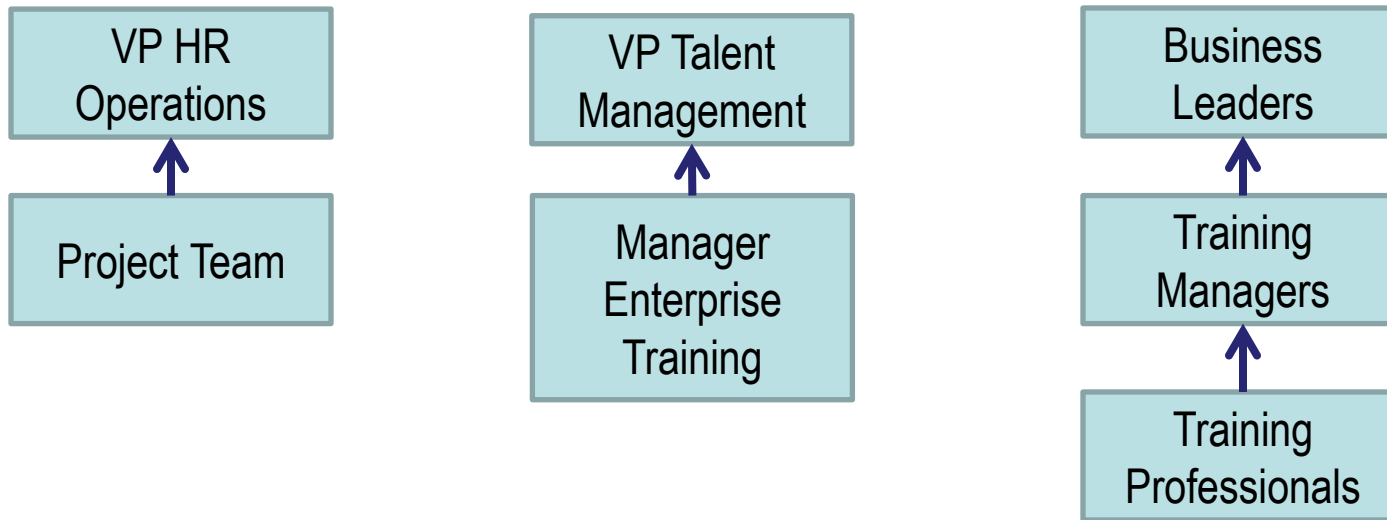 VP HR
Operations
Project Team
VP Talent
Management
Manager
Enterprise
Training
Business
Leaders
Training
Managers
Training
Professionals